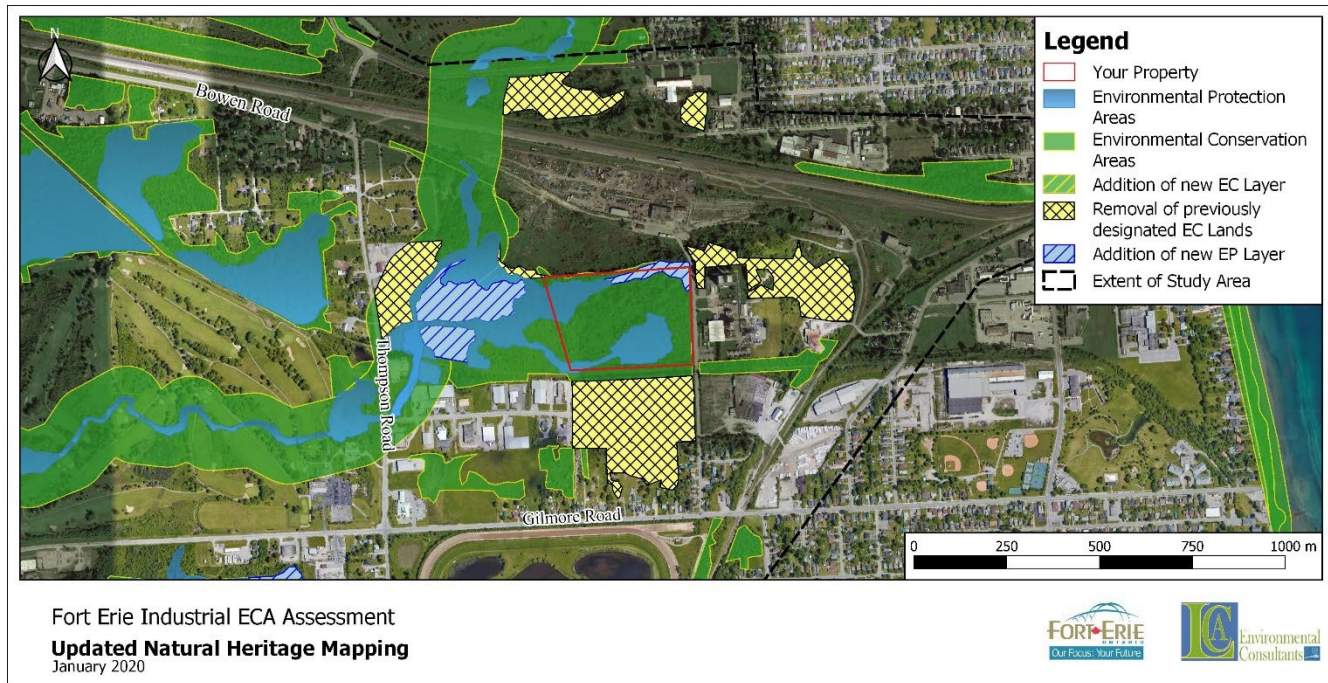 N
Bowen Road
Thompson Road
Gilmore Road
Legend
Your Property
Environmental Protection
Areas
Environmental Conservation
Areas
Addition of new EC Layer
Removal of previously
designated EC Lands
Addition of new EP Layer
Extent of Study Area
0 250 500 750 1000 m
Fort Erie Industrial ECA Assessment
Updated Natural Heritage Mapping
January 2020
FORT ERIE
ONTARIO
Our Focus: Your Future
LCA
Environmental
Consultants